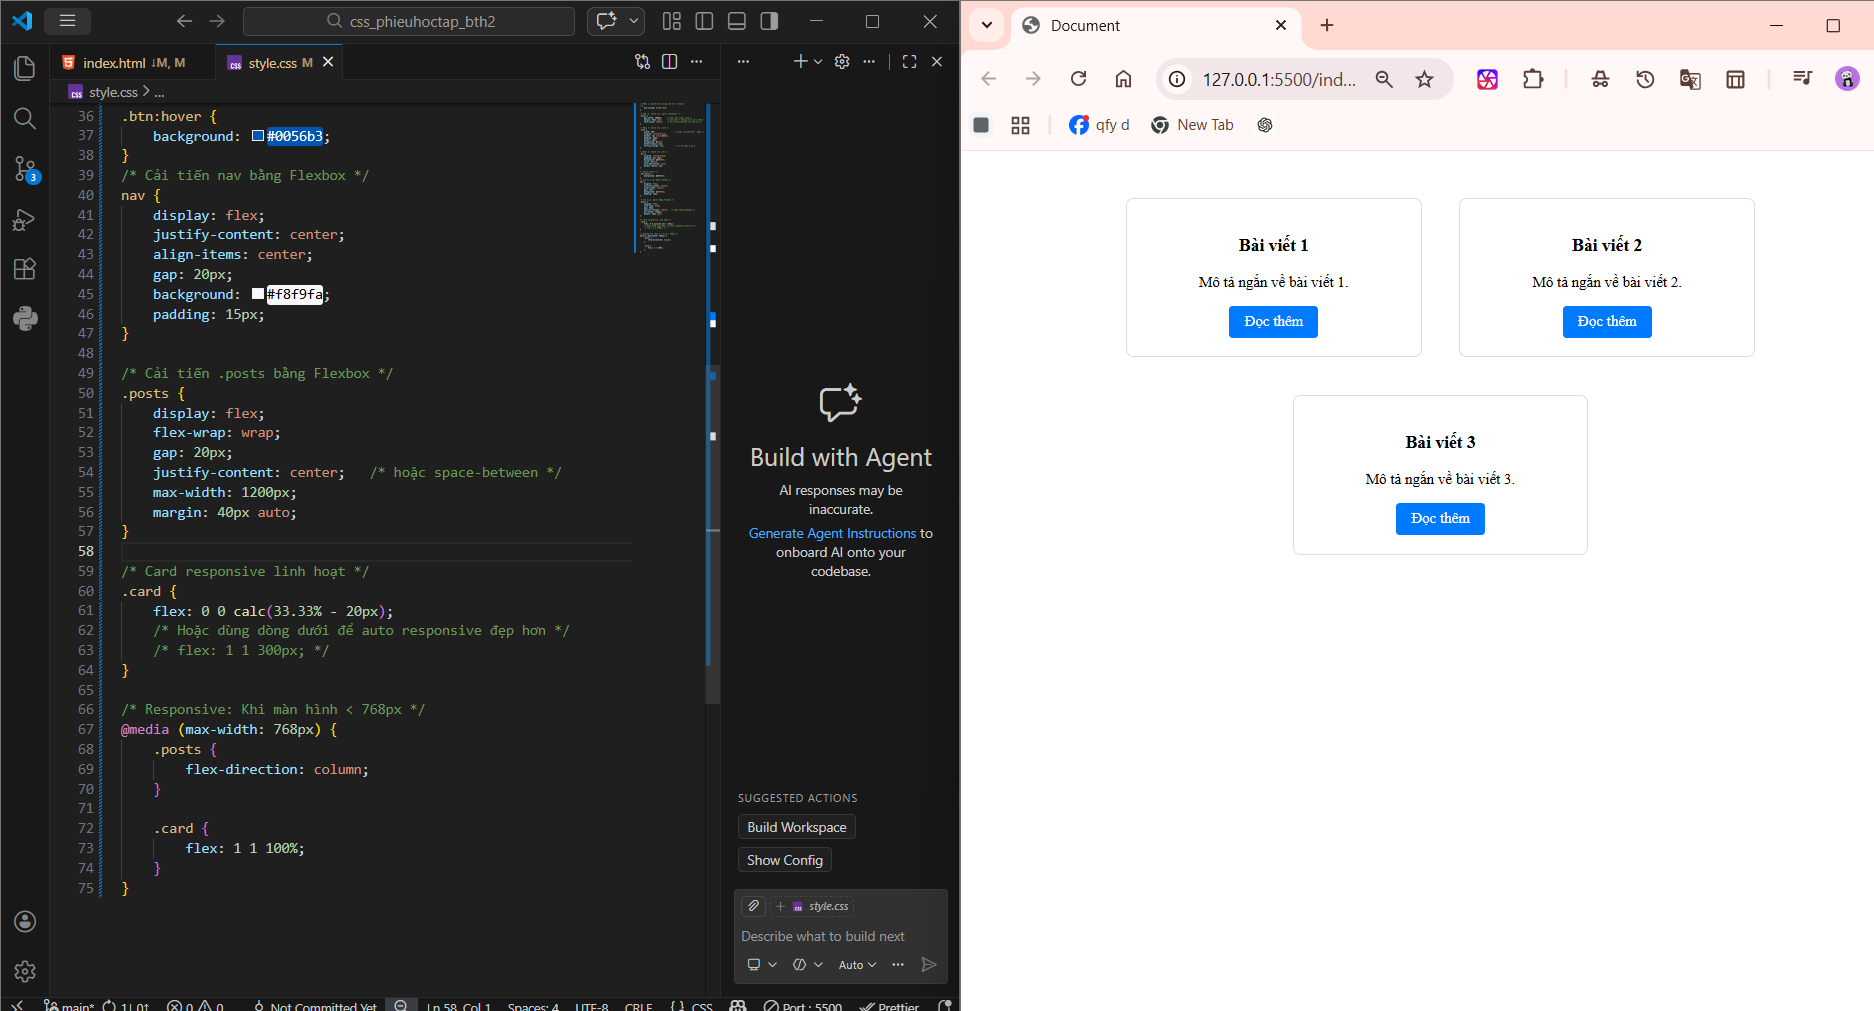 css_phieuhoctap_bth2
index.html ↓M, M
style.css M
style.css > ...
36 .btn:hover {
37 background: #0056b3;
38 }
39 /* Cải tiến nav bằng Flexbox */
40 nav {
41 display: flex;
42 justify-content: center;
43 align-items: center;
44 gap: 20px;
45 background: #f8f9fa;
46 padding: 15px;
47 }
48
49 /* Cải tiến .posts bằng Flexbox */
50 .posts {
51 display: flex;
52 flex-wrap: wrap;
53 gap: 20px;
54 justify-content: center; /* hoặc space-between */
55 max-width: 1200px;
56 margin: 40px auto;
57 }
58
59 /* Card responsive linh hoạt */
60 .card {
61 flex: 0 0 calc(33.33% - 20px);
62 /* Hoặc dùng dòng dưới để auto responsive đẹp hơn */
63 /* flex: 1 1 300px; */
64 }
65
66 /* Responsive: Khi màn hình < 768px */
67 @media (max-width: 768px) {
68 .posts {
69 flex-direction: column;
70 }
71
72 .card {
73 flex: 1 1 100%;
74 }
75 }
3
Build with Agent
AI responses may be
inaccurate.
Generate Agent Instructions to
onboard AI onto your
codebase.
SUGGESTED ACTIONS
Build Workspace
Show Config
style.css
Describe what to build next
Auto
main* 1↓ 0↑ 0 0 Not Committed Yet Ln 58, Col 1 Spaces: 4 UTF-8 CRLF {} CSS Port : 5500 Prettier
Document
127.0.0.1:5500/ind...
qfy d
New Tab
Bài viết 1
Mô tả ngắn về bài viết 1.
Đọc thêm
Bài viết 2
Mô tả ngắn về bài viết 2.
Đọc thêm
Bài viết 3
Mô tả ngắn về bài viết 3.
Đọc thêm